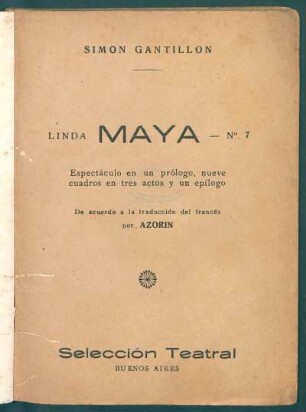 SIMON GANTILLON
LINDA MAYA — Nº. 7
Espectáculo en un prólogo, nueve
cuadros en tres actos y un epílogo
De acuerdo a la traducción del francés
por AZORIN
Selección Teatral
BUENOS AIRES